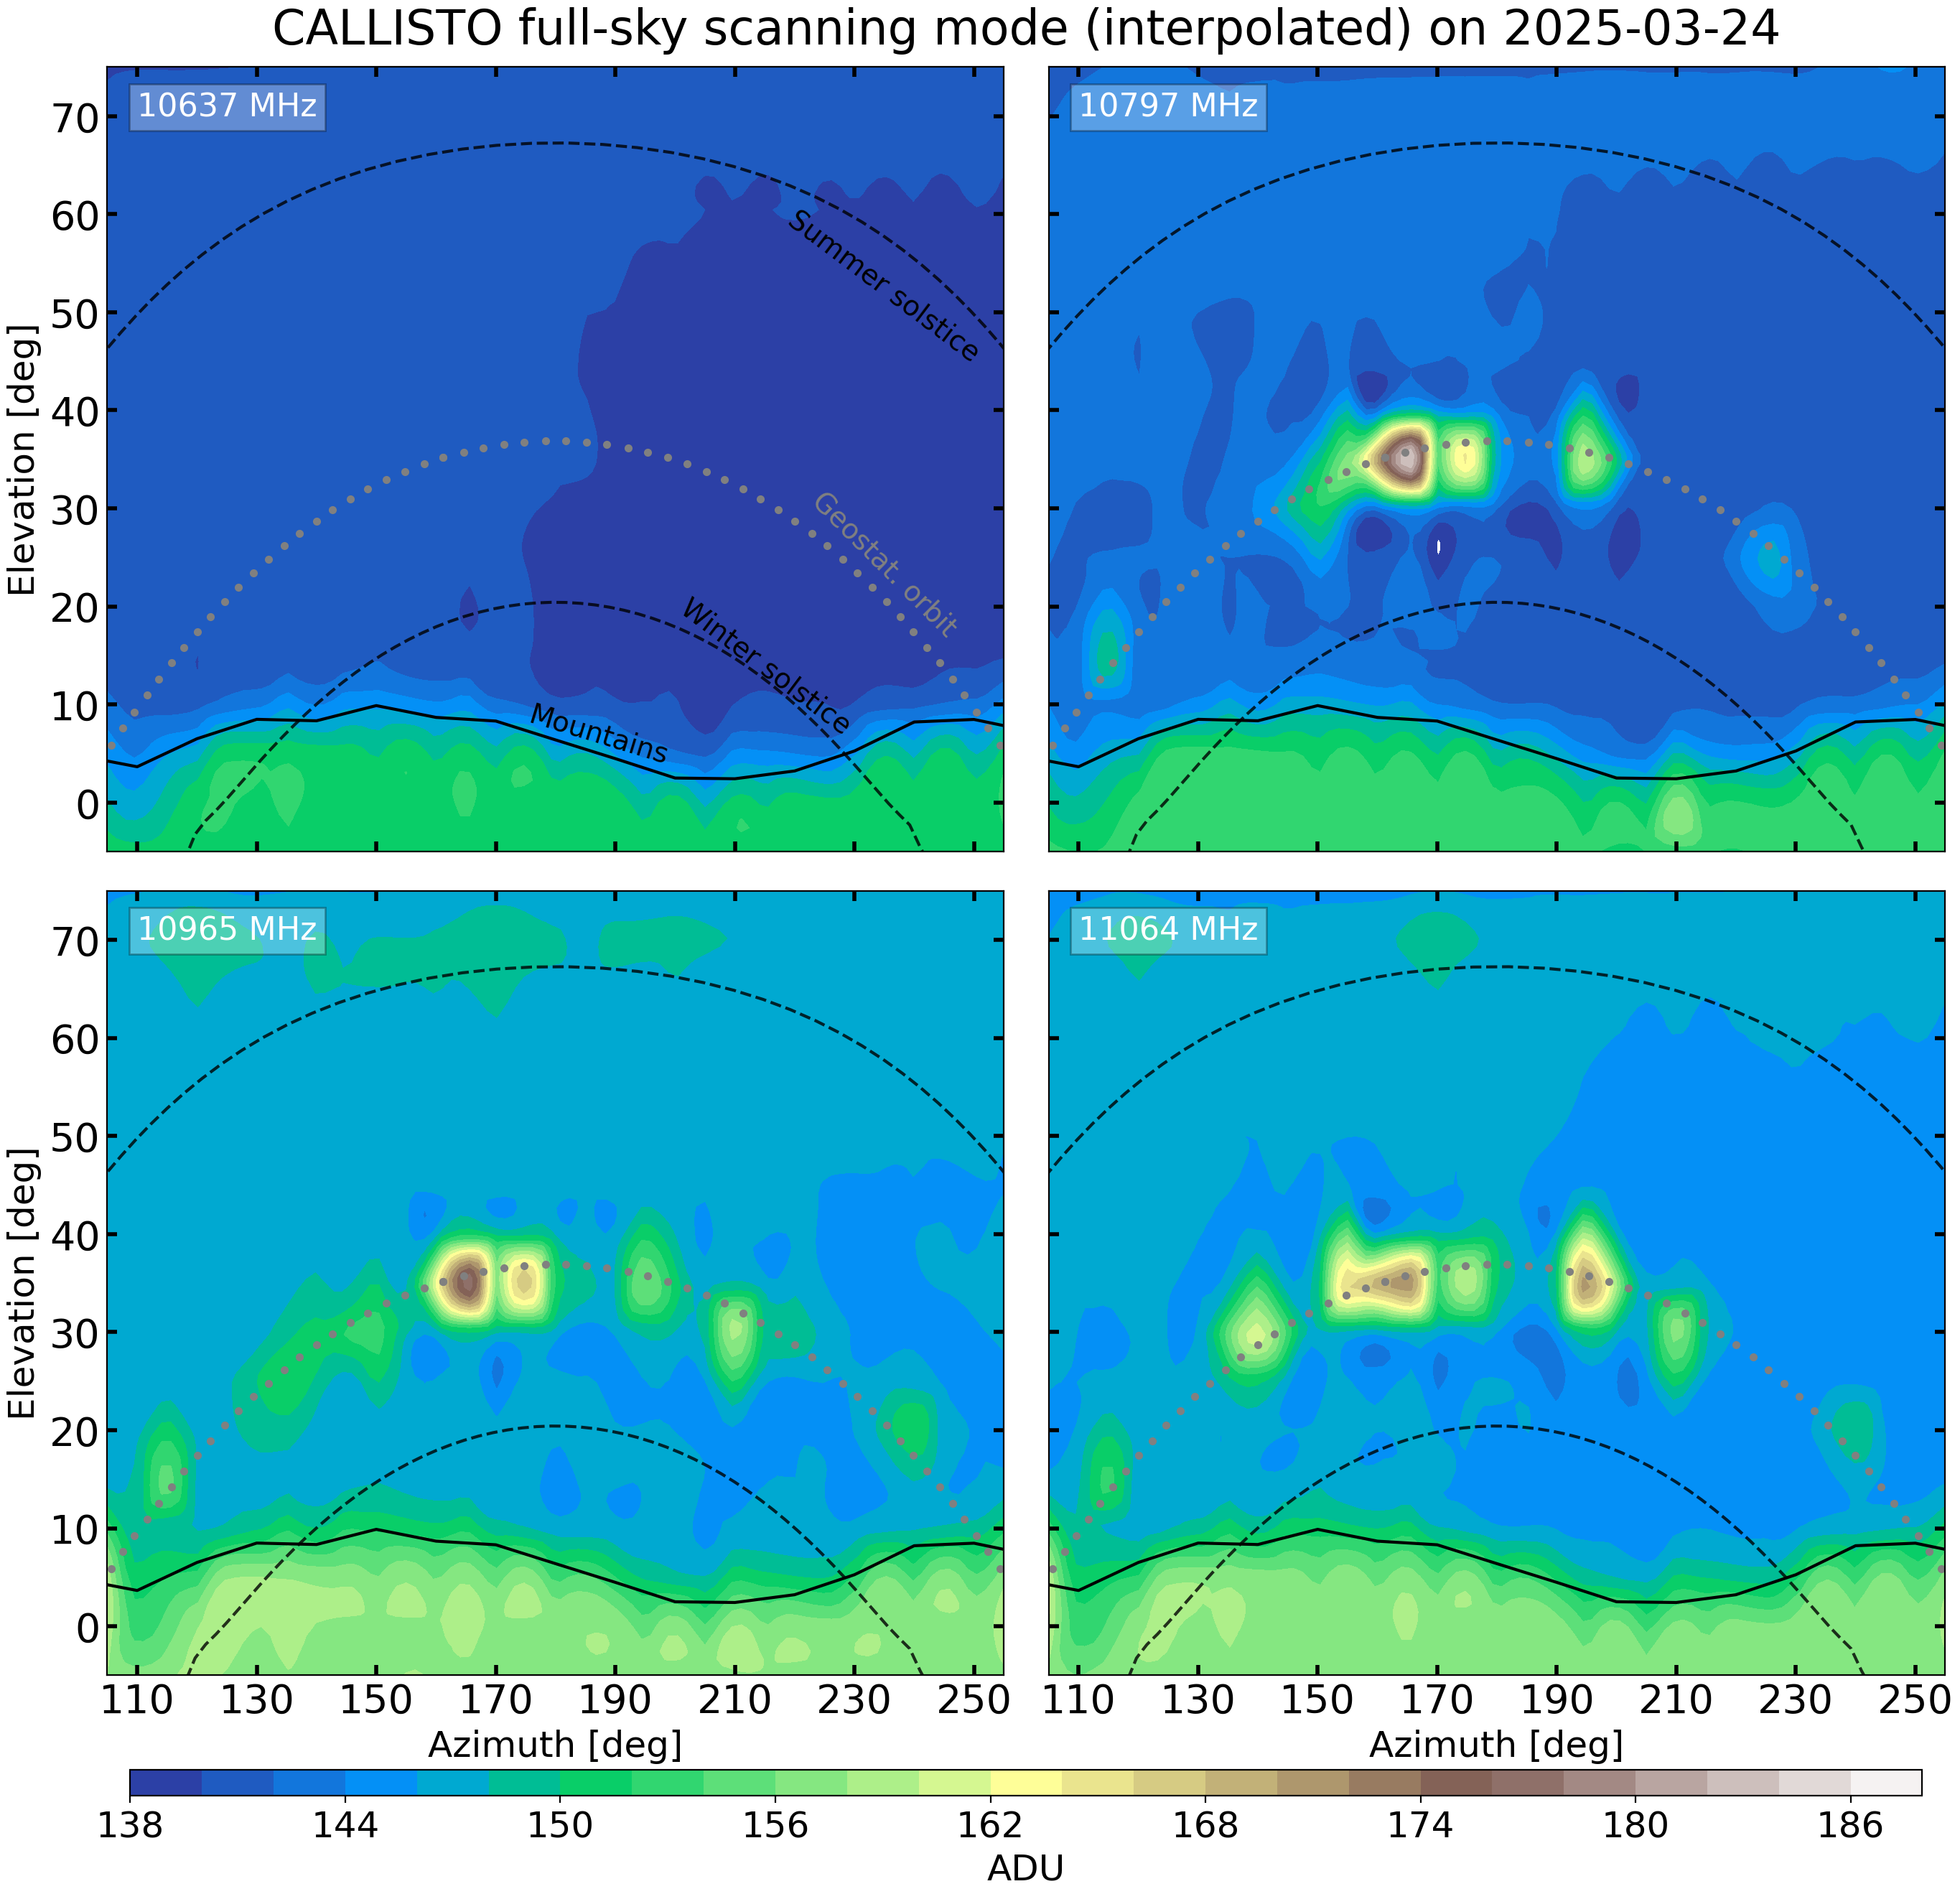 CALLISTO full-sky scanning mode (interpolated) on 2025-03-24
10637 MHz
10797 MHz
70
60
50
40
30
20
10
0
Elevation [deg]
Summer solstice
Geostat. orbit
Winter solstice
Mountains
10965 MHz
11064 MHz
70
60
50
40
30
20
10
0
Elevation [deg]
110 130 150 170 190 210 230 250
110 130 150 170 190 210 230 250
Azimuth [deg]
Azimuth [deg]
138 144 150 156 162 168 174 180 186
ADU